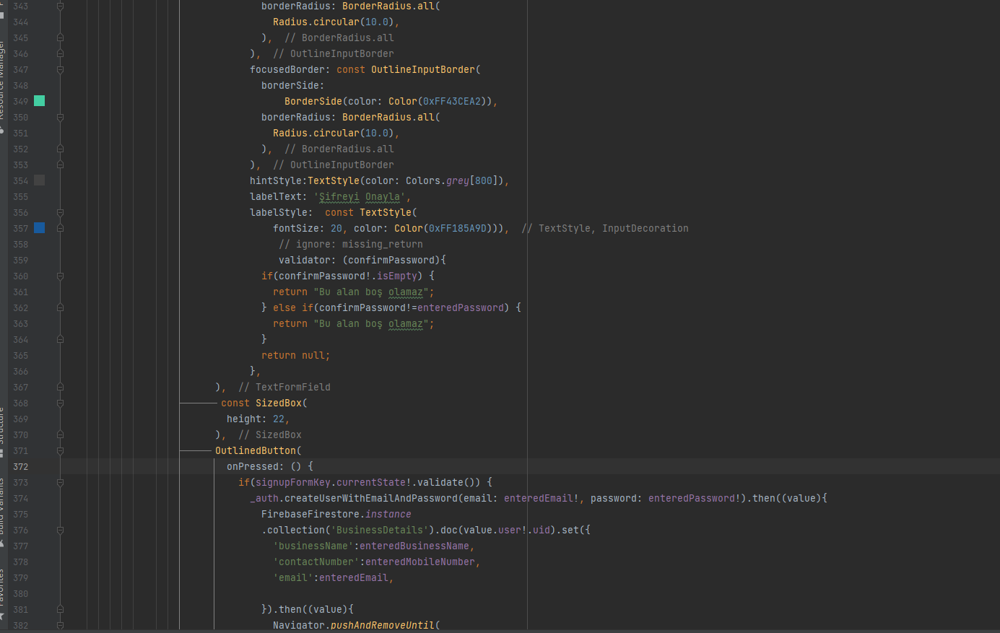 343 borderRadius: BorderRadius.all(
344 Radius.circular(10.0),
345 ), // BorderRadius.all
346 ), // OutlineInputBorder
347 focusedBorder: const OutlineInputBorder(
348 borderSide:
349 BorderSide(color: Color(0xFF43CEA2)),
350 borderRadius: BorderRadius.all(
351 Radius.circular(10.0),
352 ), // BorderRadius.all
353 ), // OutlineInputBorder
354 hintStyle:TextStyle(color: Colors.grey[800]),
355 labelText: 'Şifreyi Onayla',
356 labelStyle:  const TextStyle(
357 fontSize: 20, color: Color(0xFF185A9D))), // TextStyle, InputDecoration
358 // ignore: missing_return
359 validator: (confirmPassword){
360 if(confirmPassword!.isEmpty) {
361 return "Bu alan boş olamaz";
362 } else if(confirmPassword!=enteredPassword) {
363 return "Bu alan boş olamaz";
364 }
365 return null;
366 },
367 ), // TextFormField
368 const SizedBox(
369 height: 22,
370 ), // SizedBox
371 OutlinedButton(
372 onPressed: () {
373 if(signupFormKey.currentState!.validate()) {
374 _auth.createUserWithEmailAndPassword(email: enteredEmail!, password: enteredPassword!).then((value){
375 FirebaseFirestore.instance
376 .collection('BusinessDetails').doc(value.user!.uid).set({
377 'businessName':enteredBusinessName,
378 'contactNumber':enteredMobileNumber,
379 'email':enteredEmail,
380
381 }).then((value){
382 Navigator.pushAndRemoveUntil(
Resource Manager
Structure
Build Variants
Favorites